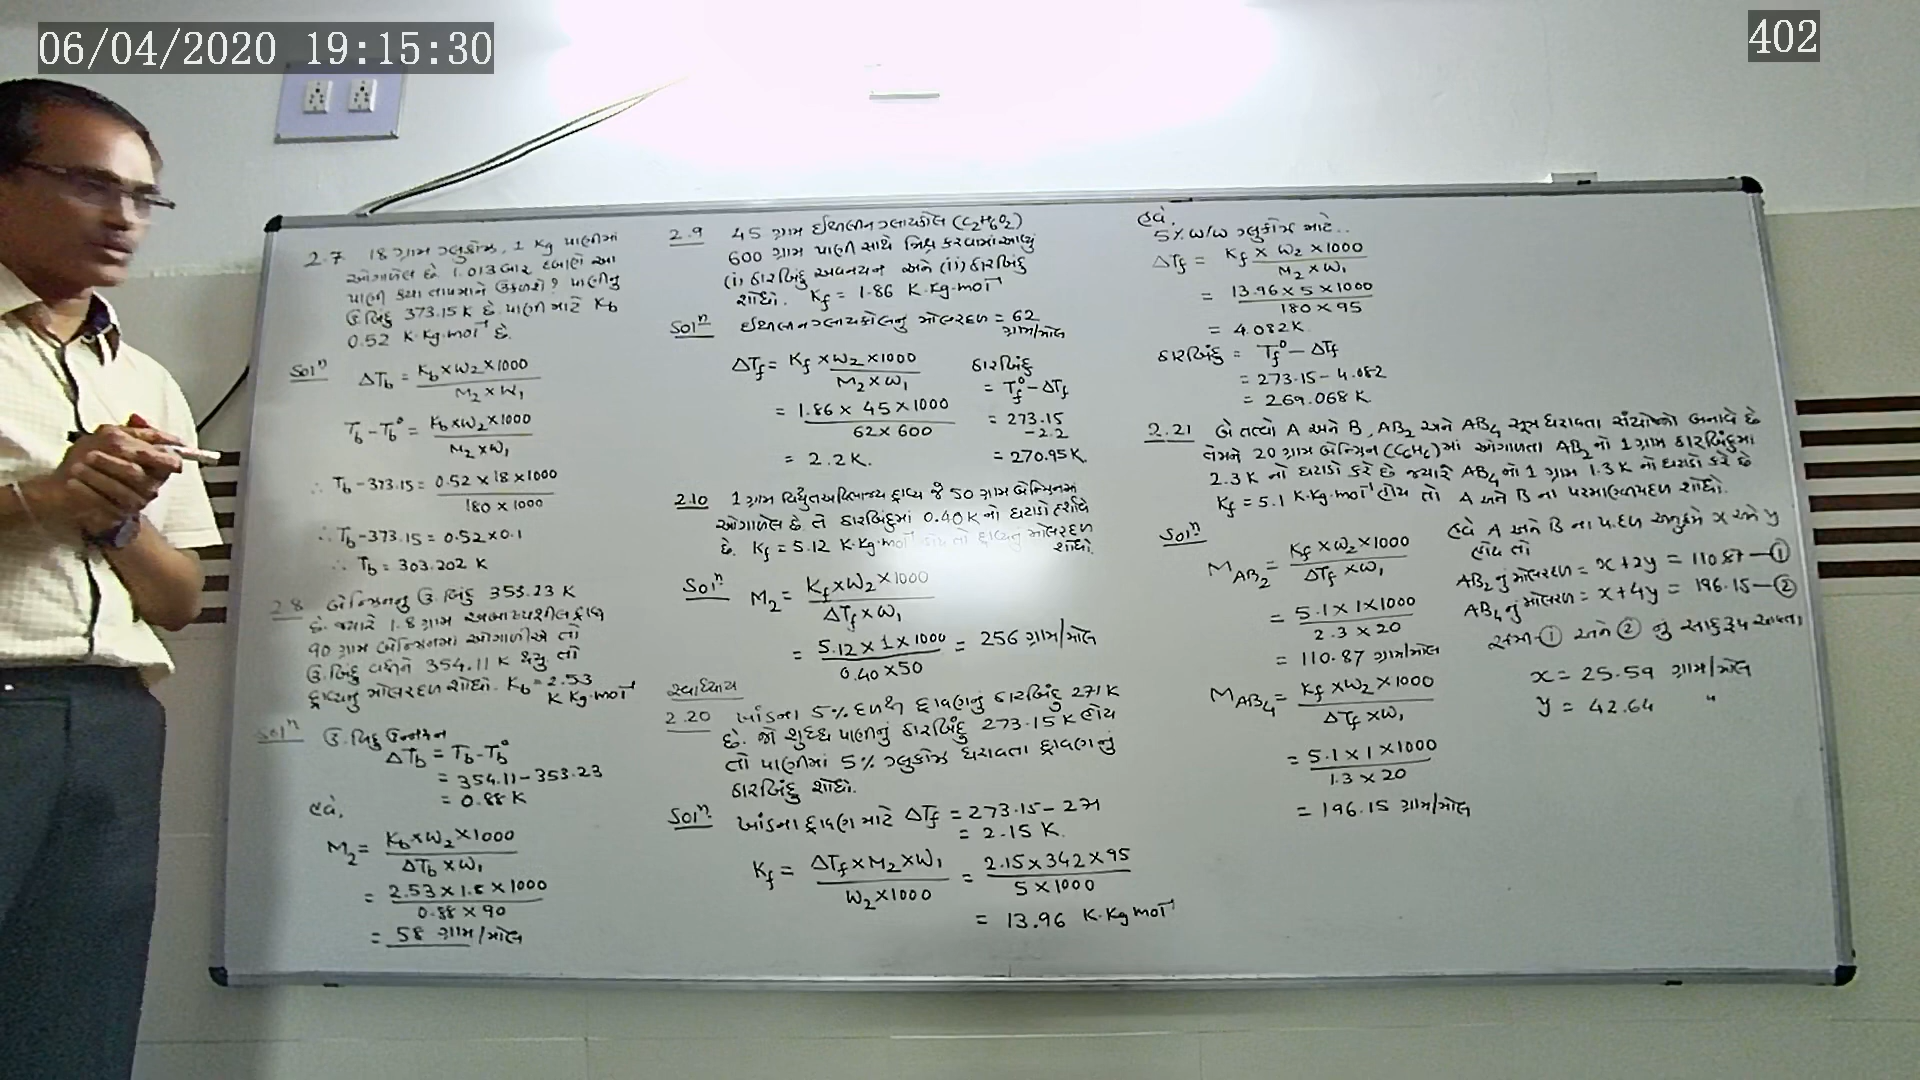 06/04/2020 19:15:30
402
2.7 18 ગ્રામ ગ્લુકોઝ, 1 Kg પાણીમાં
ઓગાળેલ છે 1.013 બાર દબાણે આ
પાણી કયા તાપમાને ઉકળશે? પાણીનું
ઉ.બિંદુ 373.15 K છે. પાણી માટે Kb
0.52 K·Kg·mol⁻¹ છે.
Solⁿ ΔTb = Kb × W2 × 1000 / M2 × W1
Tb - Tb° = Kb × W2 × 1000 / M2 × W1
∴ Tb - 373.15 = 0.52 × 18 × 1000 / 180 × 1000
∴ Tb - 373.15 = 0.52 × 0.1
∴ Tb = 303.202 K
2.8 બેન્ઝિનનું ઉ.બિંદુ 353.23 K
છે. જ્યારે 1.8 ગ્રામ અબાષ્પશીલ દ્રાવ્ય
90 ગ્રામ બેન્ઝિનમાં ઓગાળીએ તો
ઉ.બિંદુ વધીને 354.11 K થયું તો
દ્રાવ્યનું મોલરદળ શોધો. Kb = 2.53
K Kg·mol⁻¹
Solⁿ ઉ.બિંદુ ઉન્નયન
ΔTb = Tb - Tb°
= 354.11 - 353.23
= 0.88 K
હવે,
M2 = Kb × W2 × 1000 / ΔTb × W1
= 2.53 × 1.8 × 1000 / 0.88 × 90
= 58 ગ્રામ/મોલ
2.9 45 ગ્રામ ઈથીલીન ગ્લાયકોલ (C2H6O2)
600 ગ્રામ પાણી સાથે મિશ્ર કરવામાં આવ્યું
(i) ઠારબિંદુ અવનયન અને (ii) ઠારબિંદુ
શોધો. Kf = 1.86 K·Kg·mol⁻¹
Solⁿ ઈથીલીનગ્લાયકોલનું મોલરદળ = 62
ગ્રામ/મોલ
ΔTf = Kf × W2 × 1000 / M2 × W1
= 1.86 × 45 × 1000 / 62 × 600
= 2.2 K.
ઠારબિંદુ
= Tf° - ΔTf
= 273.15
- 2.2
= 270.95 K
2.10 1 ગ્રામ વિદ્યુતઅવિભાજ્ય દ્રાવ્ય જે 50 ગ્રામ બેન્ઝિનમાં
ઓગાળેલ છે તે ઠારબિંદુમાં 0.40 K નો ઘટાડો દર્શાવે
છે. Kf = 5.12 K·Kg·mol⁻¹ હોય તો દ્રાવ્યનું મોલરદળ
શોધો.
Solⁿ M2 = Kf × W2 × 1000 / ΔTf × W1
= 5.12 × 1 × 1000 / 0.40 × 50 = 256 ગ્રામ/મોલ
સ્વાધ્યાય
2.20 ખાંડના 5% દળથી દ્રાવણનું ઠારબિંદુ 271 K
છે. જો શુદ્ધ પાણીનું ઠારબિંદુ 273.15 K હોય
તો પાણીમાં 5% ગ્લુકોઝ ધરાવતા દ્રાવણનું
ઠારબિંદુ શોધો.
Solⁿ ખાંડના દ્રાવણ માટે ΔTf = 273.15 - 271
= 2.15 K.
Kf = ΔTf × M2 × W1 / W2 × 1000 = 2.15 × 342 × 95 / 5 × 1000
= 13.96 K·Kg mol⁻¹
હવે,
5% W/W ગ્લુકોઝ માટે..
ΔTf = Kf × W2 × 1000 / M2 × W1
= 13.96 × 5 × 1000 / 180 × 95
= 4.082 K.
ઠારબિંદુ = Tf° - ΔTf
= 273.15 - 4.082
= 269.068 K
2.21 બે તત્વો A અને B, AB2 અને AB4 સૂત્ર ધરાવતા સંયોજનો બનાવે છે
તેમને 20 ગ્રામ બેન્ઝિન (C6H6) માં ઓગાળતા AB2 નો 1 ગ્રામ ઠારબિંદુમાં
2.3 K નો ઘટાડો કરે છે જ્યારે AB4 નો 1 ગ્રામ 1.3 K નો ઘટાડો કરે છે
Kf = 5.1 K·Kg·mol⁻¹ હોય તો A અને B ના પરમાણ્વીયદળ શોધો.
Solⁿ
M AB2 = Kf × W2 × 1000 / ΔTf × W1
= 5.1 × 1 × 1000 / 2.3 × 20
= 110.87 ગ્રામ/મોલ
M AB4 = Kf × W2 × 1000 / ΔTf × W1
= 5.1 × 1 × 1000 / 1.3 × 20
= 196.15 ગ્રામ/મોલ
હવે A અને B ના પ.દળ અનુક્રમે x અને y
હોય તો
AB2 નું મોલરદળ = x + 2y = 110.87 — ①
AB4 નું મોલરદળ = x + 4y = 196.15 — ②
સમી. ① અને ② નું સાદુરૂપ આપતા
x = 25.59 ગ્રામ/મોલ
y = 42.64 "